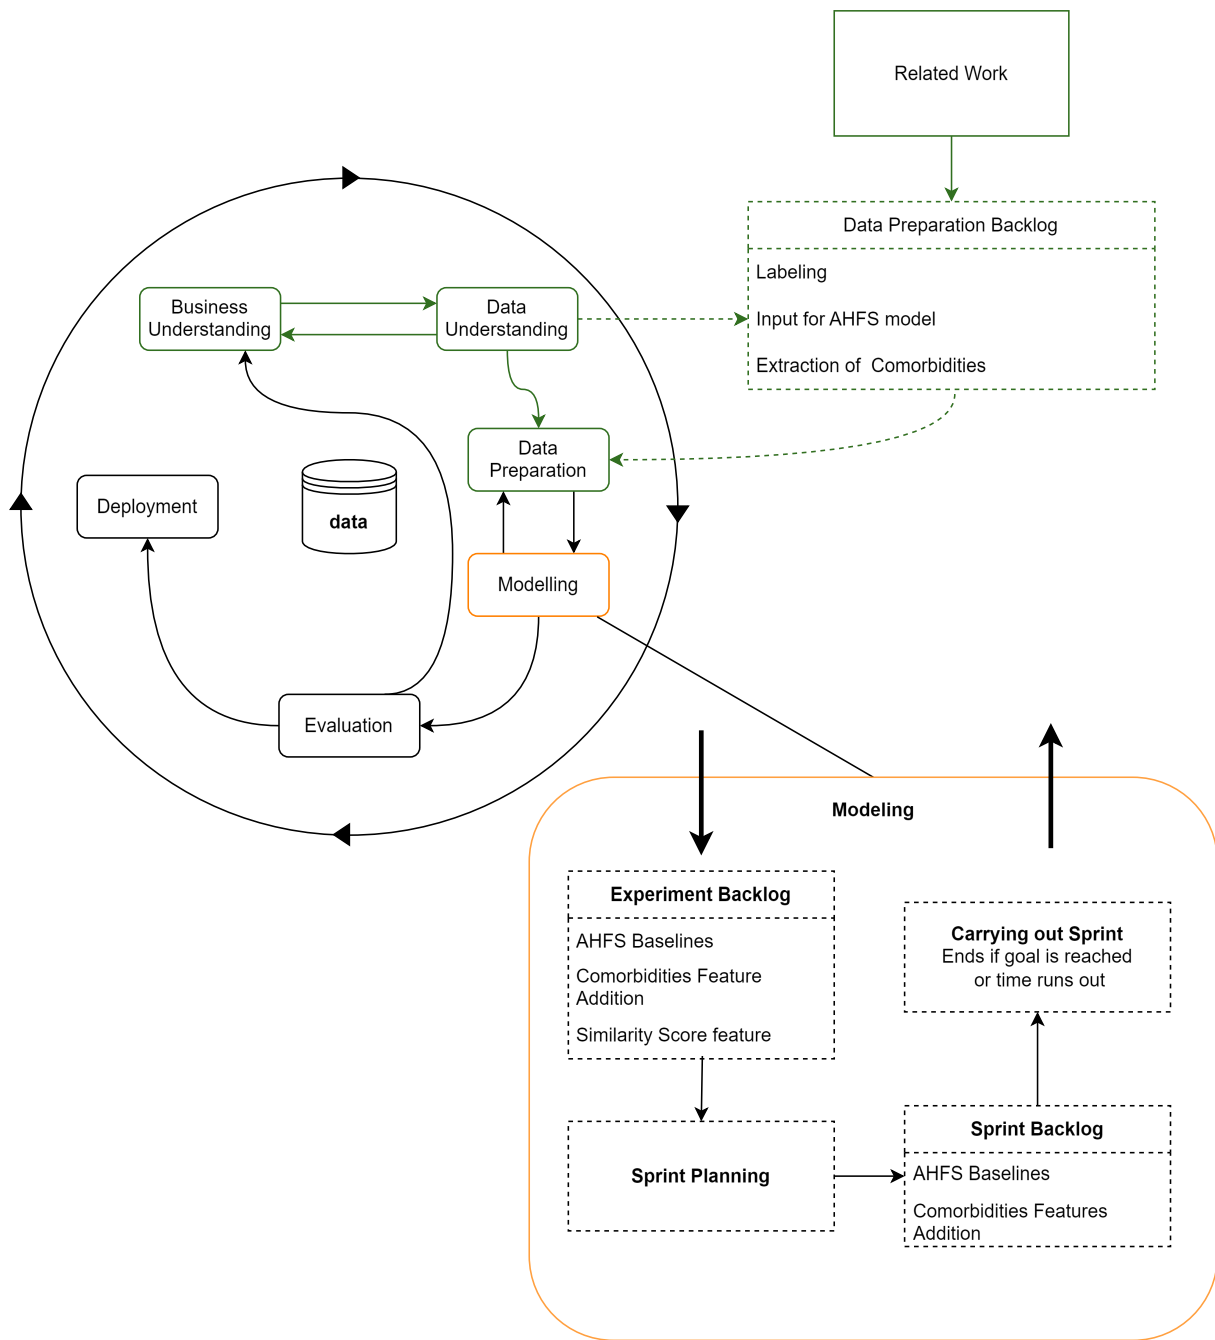 Related Work
Data Preparation Backlog
Labeling
Input for AHFS model
Extraction of  Comorbidities
Business
Understanding
Data
Understanding
Data
Preparation
Deployment
data
Modelling
Evaluation
Modeling
Experiment Backlog
AHFS Baselines
Comorbidities Feature
Addition
Similarity Score feature
Sprint Planning
Carrying out Sprint
Ends if goal is reached
or time runs out
Sprint Backlog
AHFS Baselines
Comorbidities Features
Addition